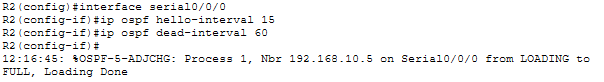 R2(config)#interface serial0/0/0
R2(config-if)#ip ospf hello-interval 15
R2(config-if)#ip ospf dead-interval 60
R2(config-if)#
12:16:45: %OSPF-5-ADJCHG: Process 1, Nbr 192.168.10.5 on Serial0/0/0 from LOADING to
FULL, Loading Done